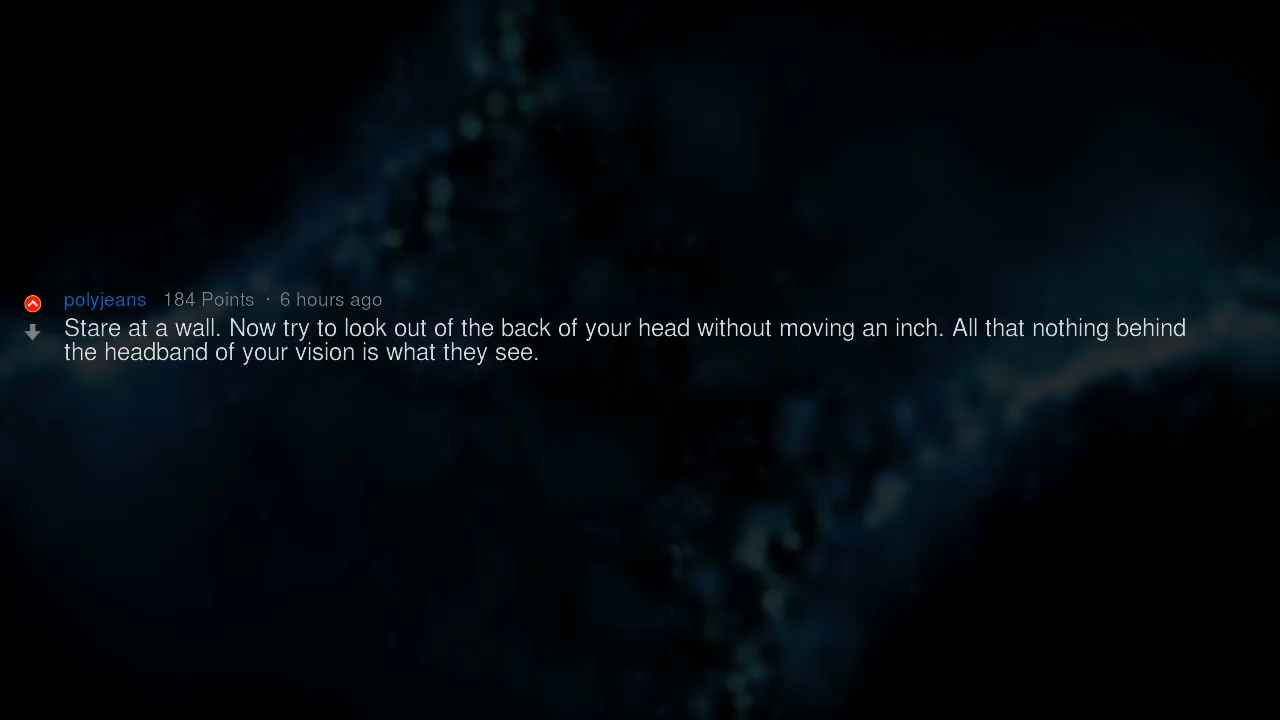 polyjeans 184 Points · 6 hours ago
Stare at a wall. Now try to look out of the back of your head without moving an inch. All that nothing behind
the headband of your vision is what they see.